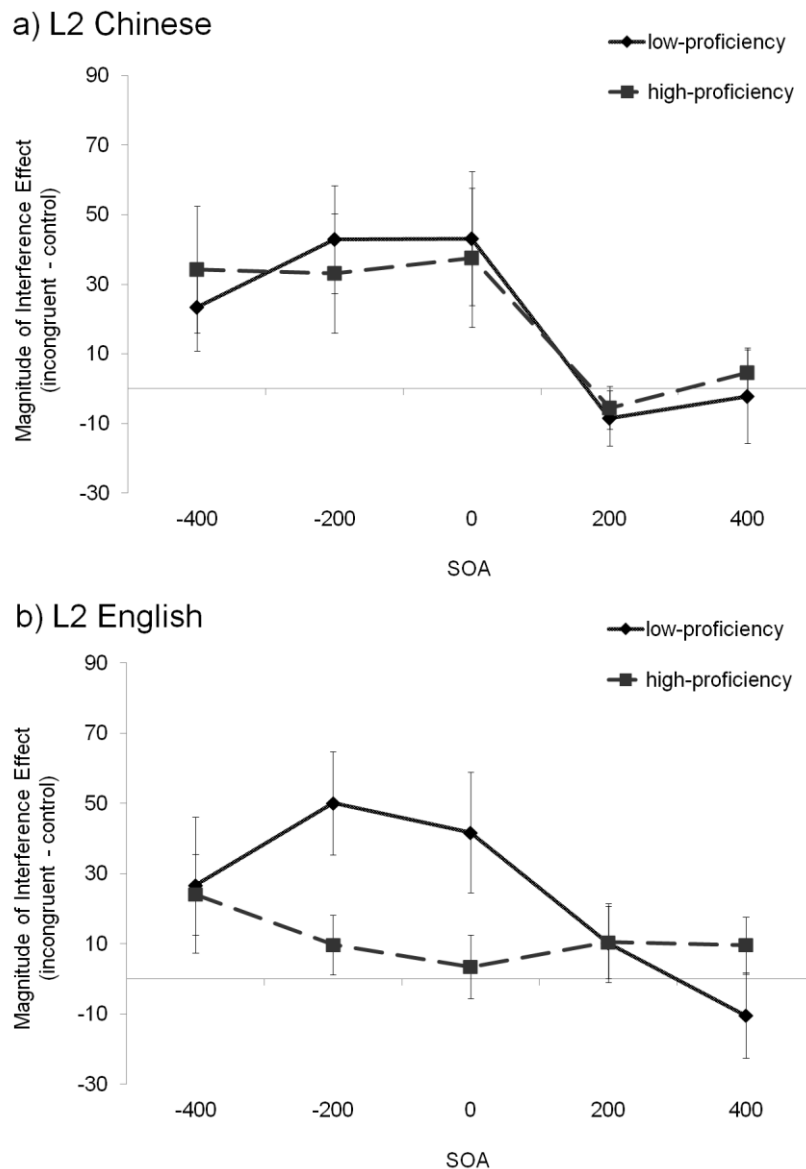 a) L2 Chinese
low-proficiency
high-proficiency
90
70
50
30
10
-10
-30
Magnitude of Interference Effect
(incongruent - control)
-400 -200 0 200 400
SOA
b) L2 English
low-proficiency
high-proficiency
90
70
50
30
10
-10
-30
Magnitude of Interference Effect
(incongruent - control)
-400 -200 0 200 400
SOA